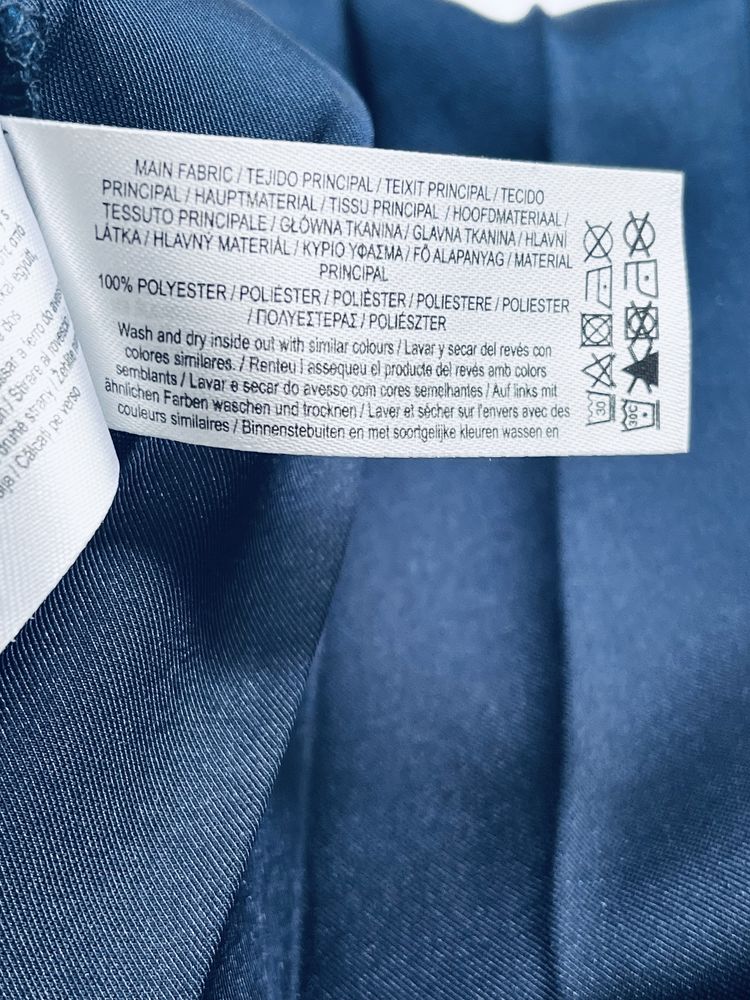 MAIN FABRIC / TEJIDO PRINCIPAL / TEIXIT PRINCIPAL / TECIDO
PRINCIPAL / HAUPTMATERIAL / TISSU PRINCIPAL / HOOFDMATERIAAL /
TESSUTO PRINCIPALE / GŁÓWNA TKANINA / GLAVNA TKANINA / HLAVNÍ
LÁTKA / HLAVNÝ MATERIÁL / ΚΥΡΙΟ ΥΦΑΣΜΑ / FŐ ALAPANYAG / MATERIAL
PRINCIPAL
100% POLYESTER / POLIÉSTER / POLIÈSTER / POLIESTERE / POLIESTER
/ ΠΟΛΥΕΣΤΕΡΑΣ / POLIÉSZTER
Wash and dry inside out with similar colours / Lavar y secar del revés con
colores similares. / Renteu i assequeu el producte del revés amb colors
semblants / Lavar e secar do avesso com cores semelhantes / Auf links mit
ähnlichen Farben waschen und trocknen / Laver et sécher sur l'envers avec des
couleurs similaires / Binnenstebuiten en met soortgelijke kleuren wassen en
30
30C